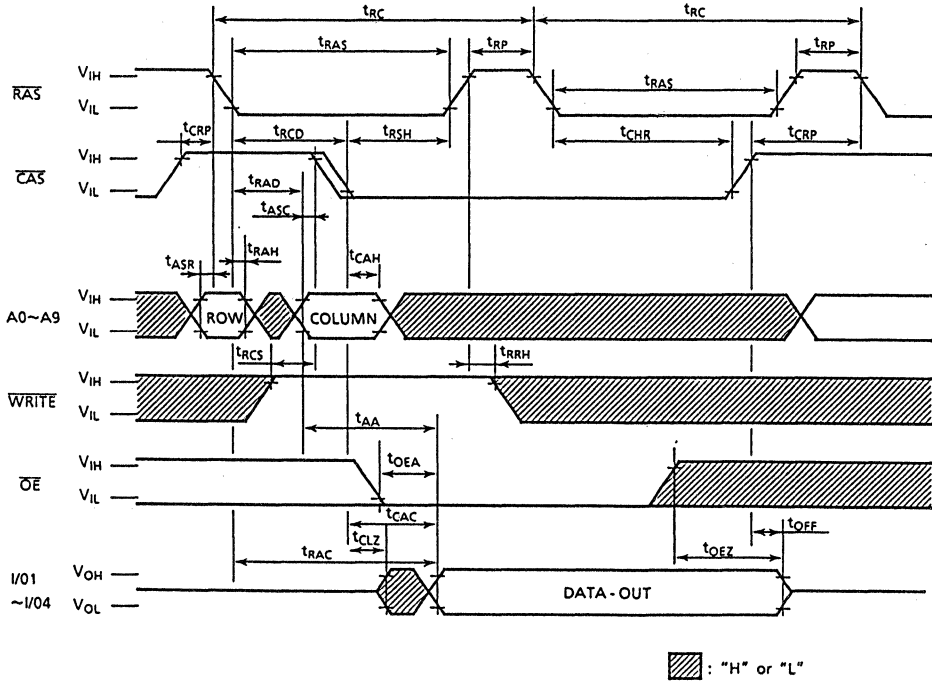 tRC tRC
tRAS tRP tRP
tRAS
RAS VIH
VIL
tCRP tRCD tRSH tCHR tCRP
CAS VIH
VIL
tRAD
tASC
tRAH
tASR tCAH
A0~A9 VIH
VIL
ROW COLUMN
tRCS tRRH
WRITE VIH
VIL
tAA
OE VIH
VIL
tOEA
tCAC
tCLZ tOFF
tRAC tOEZ
I/01
~I/04
VOH
VOL
DATA-OUT
: "H" or "L"